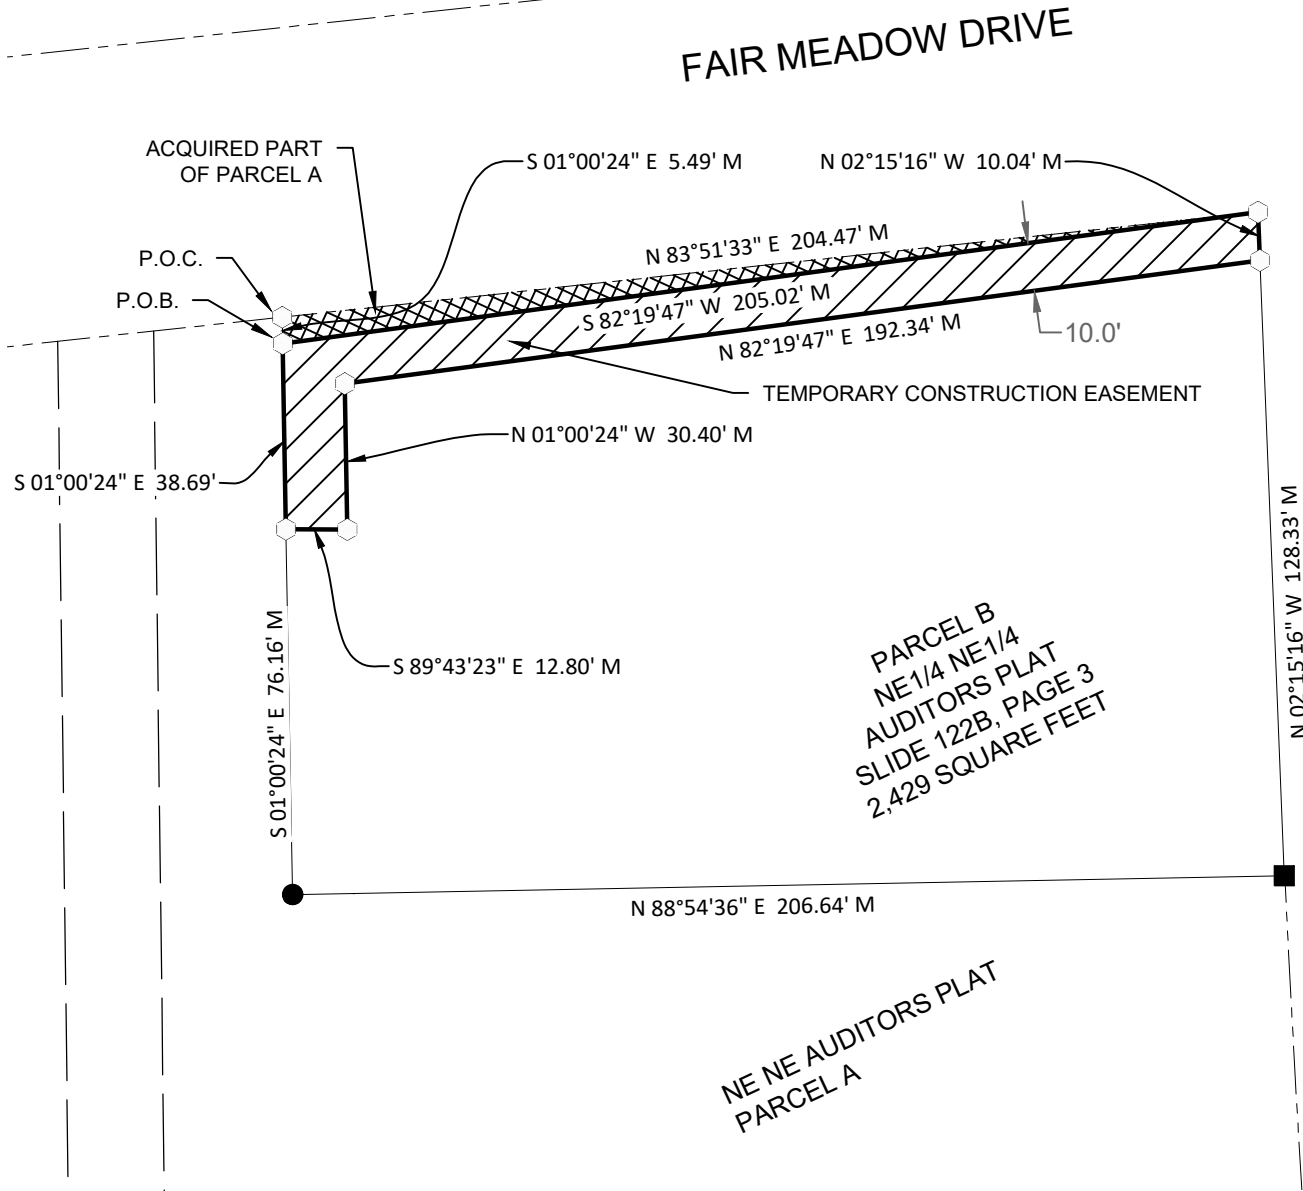 FAIR MEADOW DRIVE
ACQUIRED PART
OF PARCEL A
S 01°00'24" E 5.49' M
N 02°15'16" W 10.04' M
N 83°51'33" E 204.47' M
P.O.C.
P.O.B.
S 82°19'47" W 205.02' M
N 82°19'47" E 192.34' M
10.0'
TEMPORARY CONSTRUCTION EASEMENT
N 01°00'24" W 30.40' M
S 01°00'24" E 38.69'
N 02°15'16" W 128.33' M
S 01°00'24" E 76.16' M
S 89°43'23" E 12.80' M
PARCEL B
NE1/4 NE1/4
AUDITORS PLAT
SLIDE 122B, PAGE 3
2,429 SQUARE FEET
N 88°54'36" E 206.64' M
NE NE AUDITORS PLAT
PARCEL A